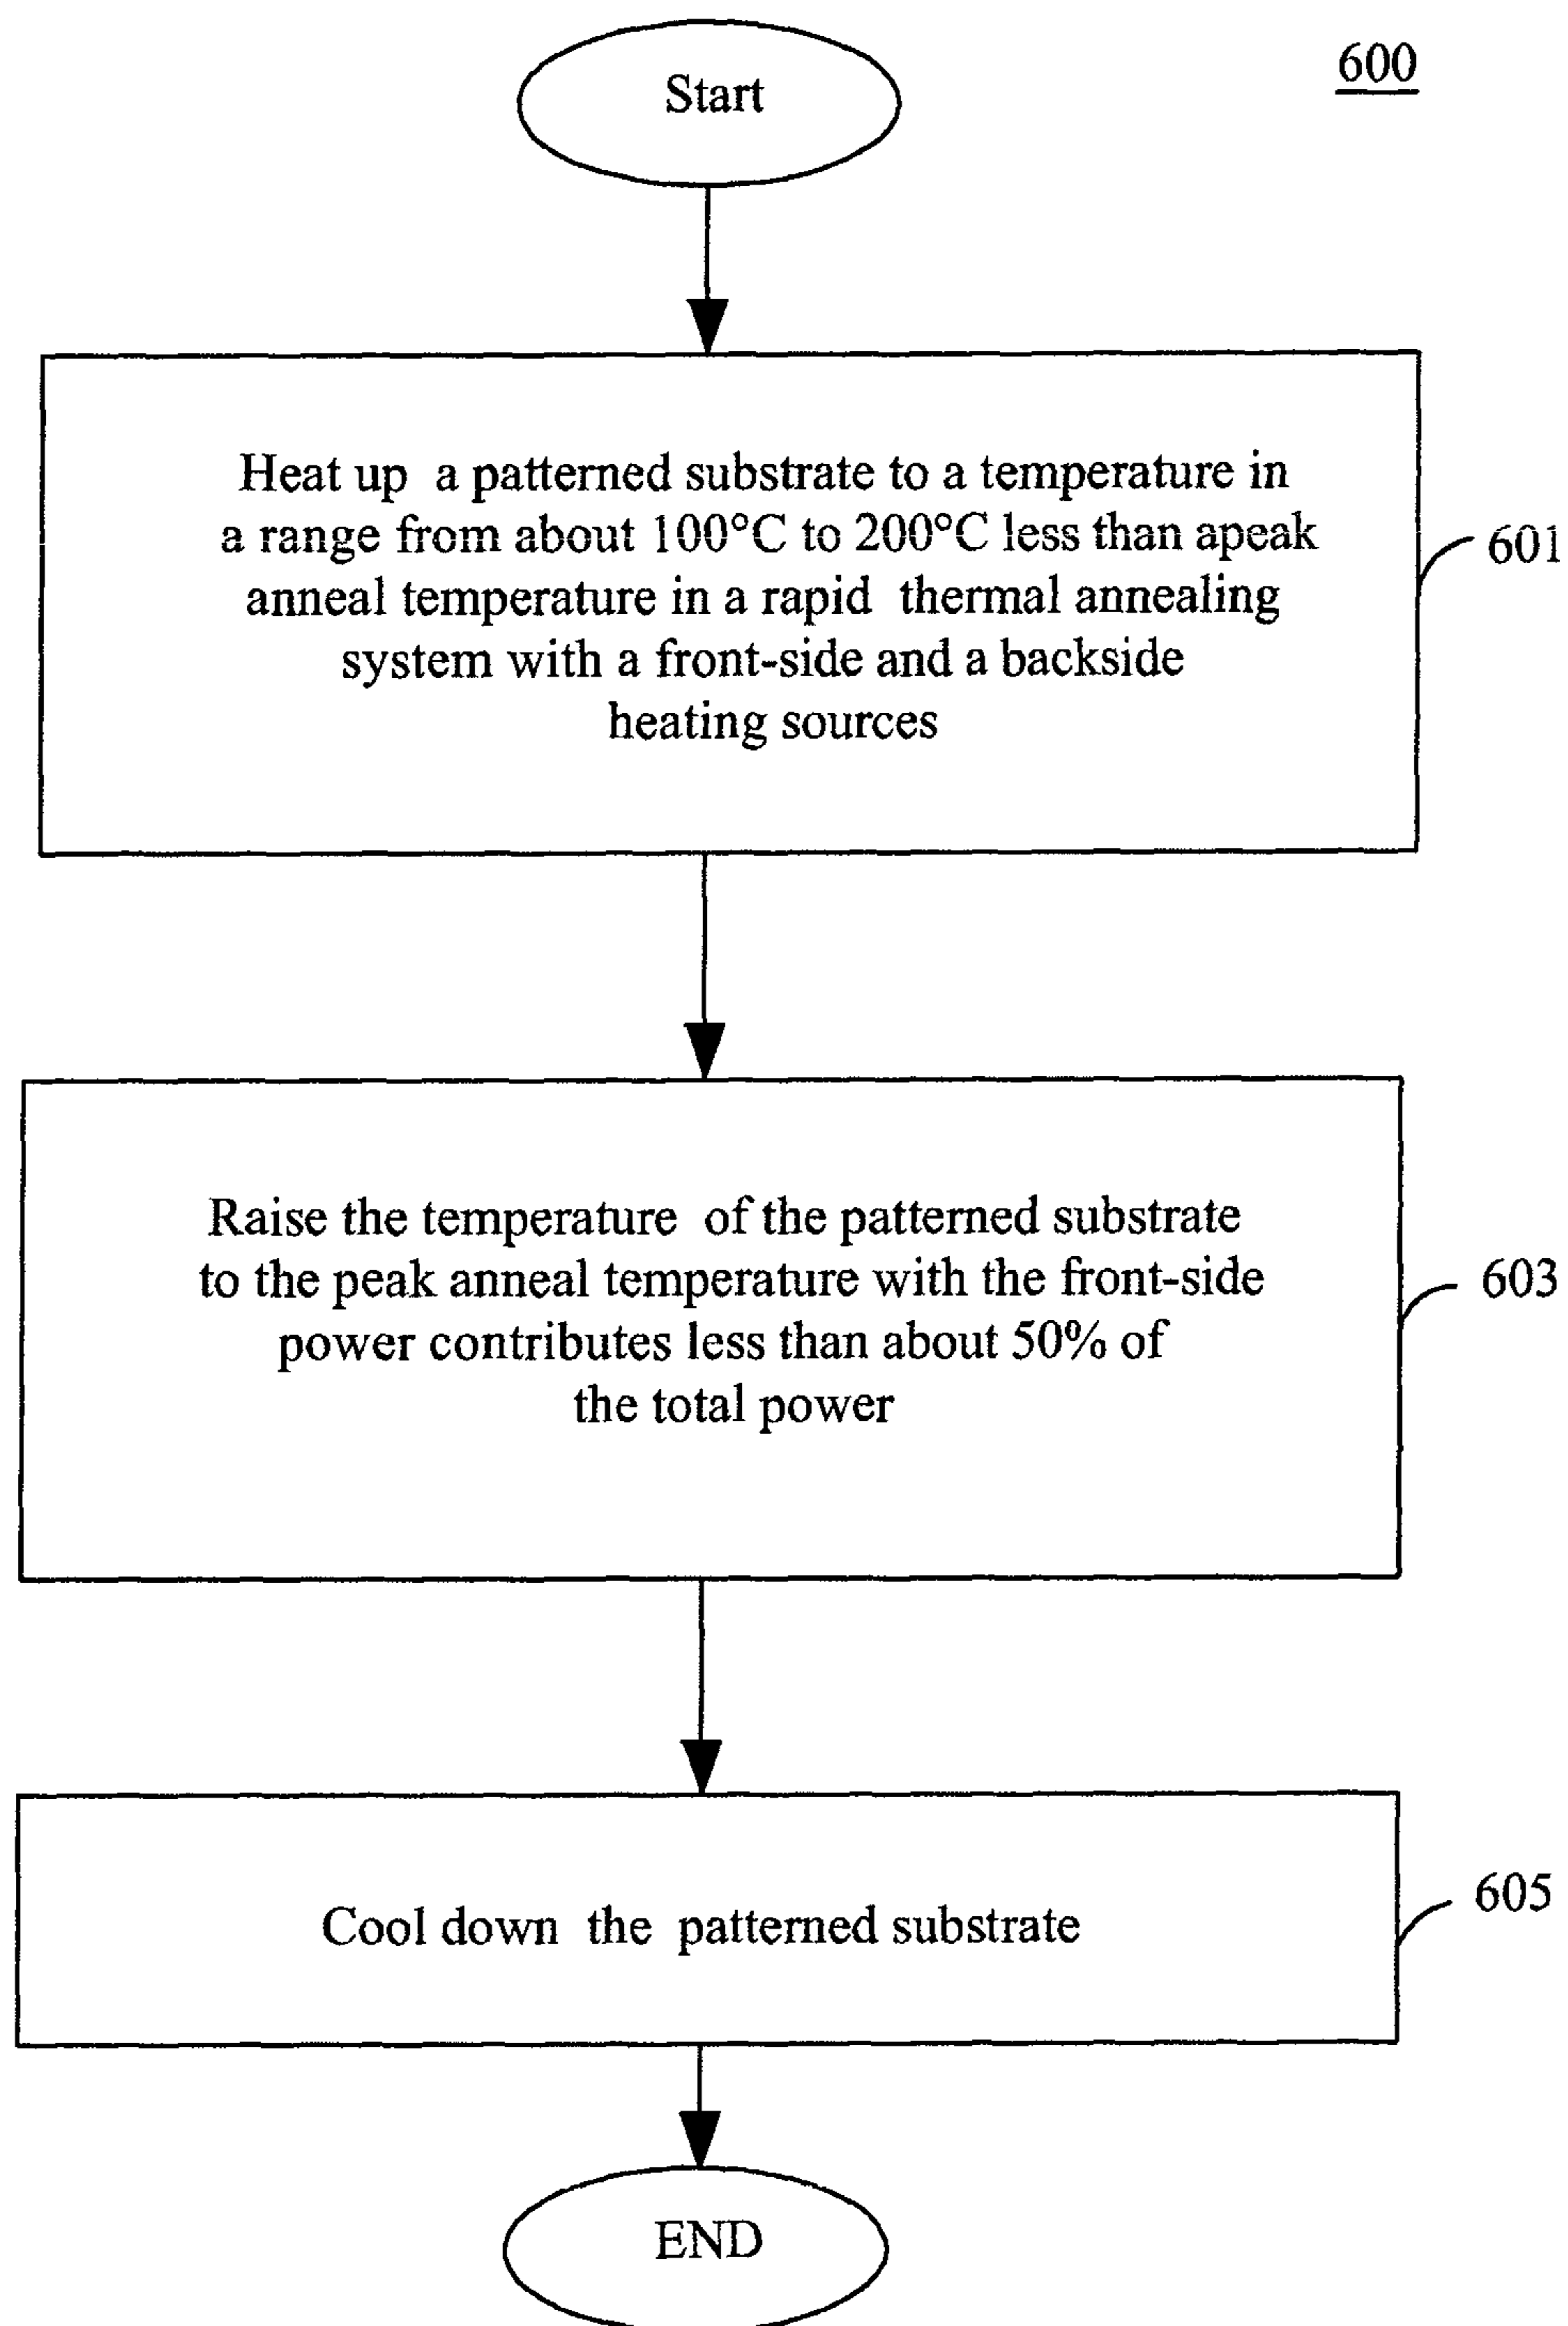 Start
600
Heat up a patterned substrate to a temperature in
a range from about 100°C to 200°C less than apeak
anneal temperature in a rapid thermal annealing
system with a front-side and a backside
heating sources
601
Raise the temperature of the patterned substrate
to the peak anneal temperature with the front-side
power contributes less than about 50% of
the total power
603
Cool down the patterned substrate
605
END